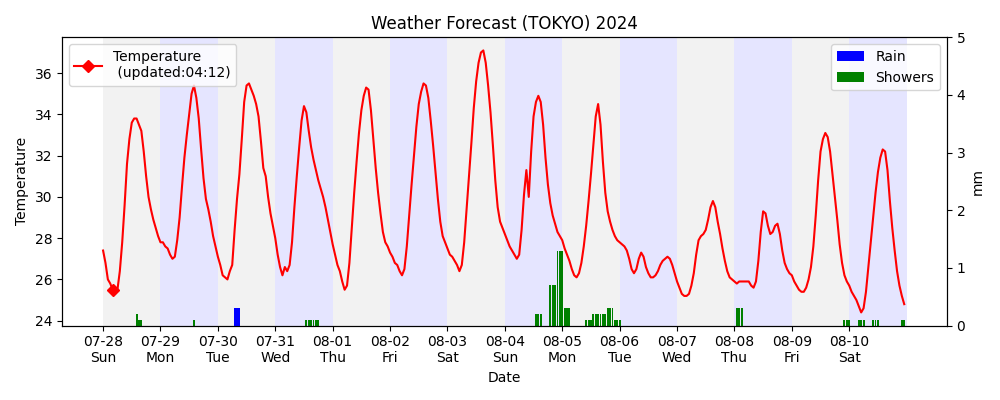 Weather Forecast (TOKYO) 2024
Temperature
(updated:04:12)
Rain
Showers
Temperature
36
34
32
30
28
26
24
5
4
3
2
1
0
mm
07-28 07-29 07-30 07-31 08-01 08-02 08-03 08-04 08-05 08-06 08-07 08-08 08-09 08-10
Sun Mon Tue Wed Thu Fri Sat Sun Mon Tue Wed Thu Fri Sat
Date